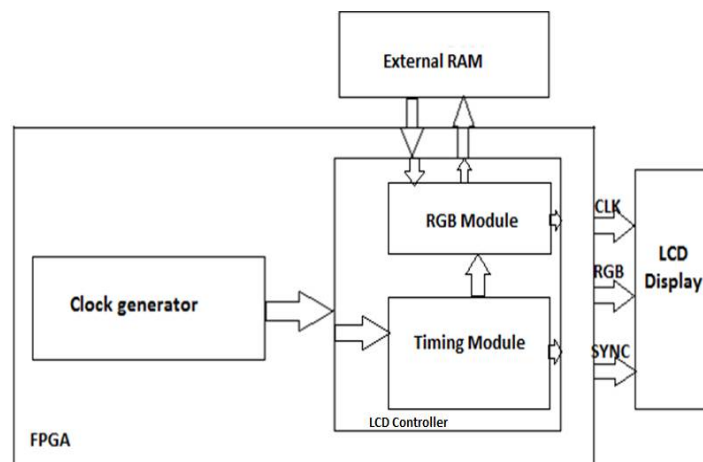 External RAM
RGB Module
CLK
RGB
LCD
Display
Clock generator
Timing Module
SYNC
LCD Controller
FPGA